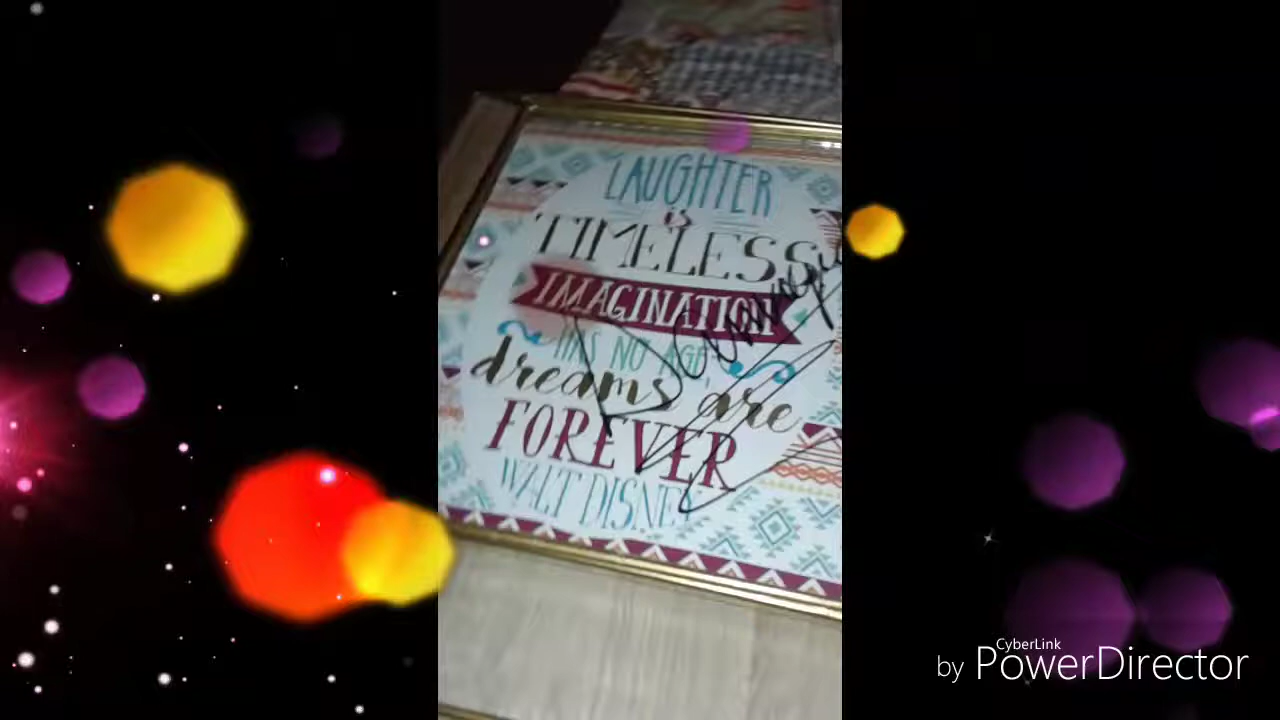 LAUGHTER
is
TIMELESS
IMAGINATION
HAS NO AGE,
dreams are
FOREVER
WALT DISNEY
CyberLink
by PowerDirector